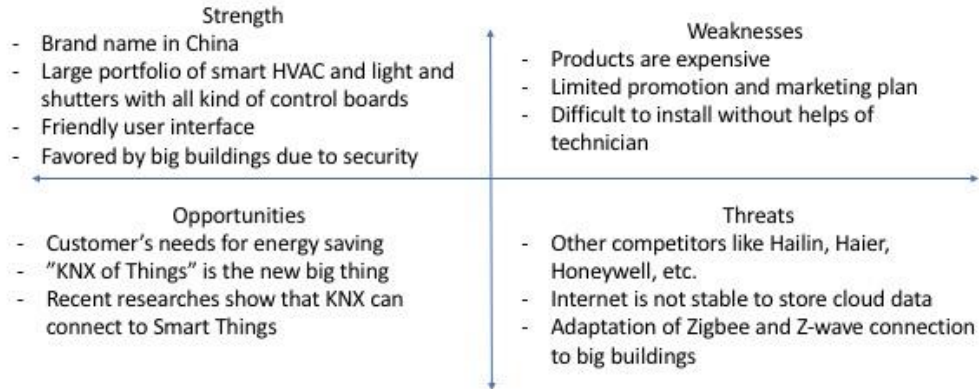 Strength
- Brand name in China
- Large portfolio of smart HVAC and light and
shutters with all kind of control boards
- Friendly user interface
- Favored by big buildings due to security
Weaknesses
- Products are expensive
- Limited promotion and marketing plan
- Difficult to install without helps of
technician
Opportunities
- Customer's needs for energy saving
- "KNX of Things" is the new big thing
- Recent researches show that KNX can
connect to Smart Things
Threats
- Other competitors like Hailin, Haier,
Honeywell, etc.
- Internet is not stable to store cloud data
- Adaptation of Zigbee and Z-wave connection
to big buildings